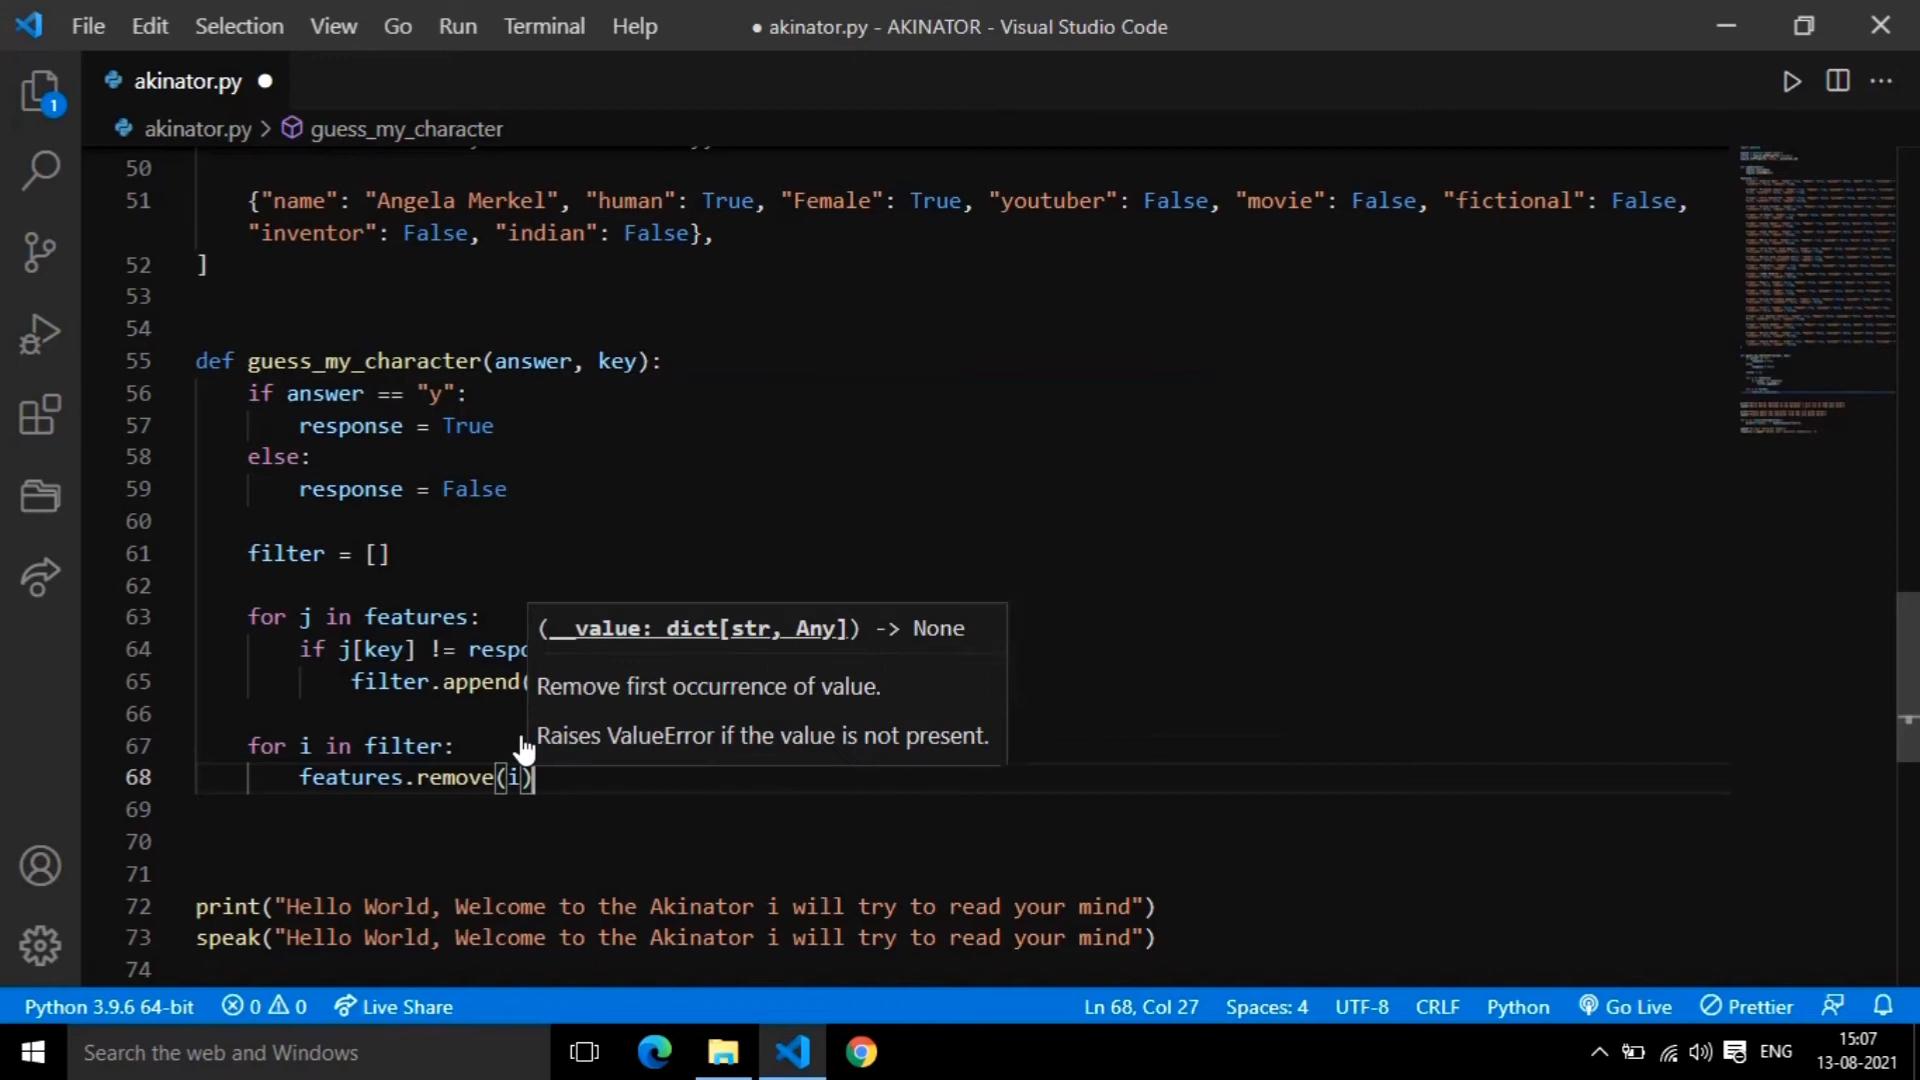 File Edit Selection View Go Run Terminal Help
● akinator.py - AKINATOR - Visual Studio Code
akinator.py ●
akinator.py > guess_my_character
1
50
51 {"name": "Angela Merkel", "human": True, "Female": True, "youtuber": False, "movie": False, "fictional": False,
"inventor": False, "indian": False},
52 ]
53
54
55 def guess_my_character(answer, key):
56 if answer == "y":
57 response = True
58 else:
59 response = False
60
61 filter = []
62
63 for j in features:
64 if j[key] != respo
65 filter.append(
66
67 for i in filter:
68 features.remove(i)
69
70
71
72 print("Hello World, Welcome to the Akinator i will try to read your mind")
73 speak("Hello World, Welcome to the Akinator i will try to read your mind")
74
(__value: dict[str, Any]) -> None
Remove first occurrence of value.
Raises ValueError if the value is not present.
Python 3.9.6 64-bit 0 0 Live Share Ln 68, Col 27 Spaces: 4 UTF-8 CRLF Python Go Live Prettier
Search the web and Windows
ENG
15:07
13-08-2021